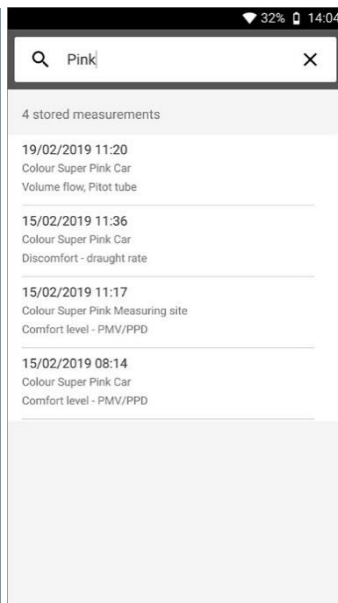 32% 14:04
Pink
4 stored measurements
19/02/2019 11:20
Colour Super Pink Car
Volume flow, Pitot tube
15/02/2019 11:36
Colour Super Pink Car
Discomfort - draught rate
15/02/2019 11:17
Colour Super Pink Measuring site
Comfort level - PMV/PPD
15/02/2019 08:14
Colour Super Pink Car
Comfort level - PMV/PPD